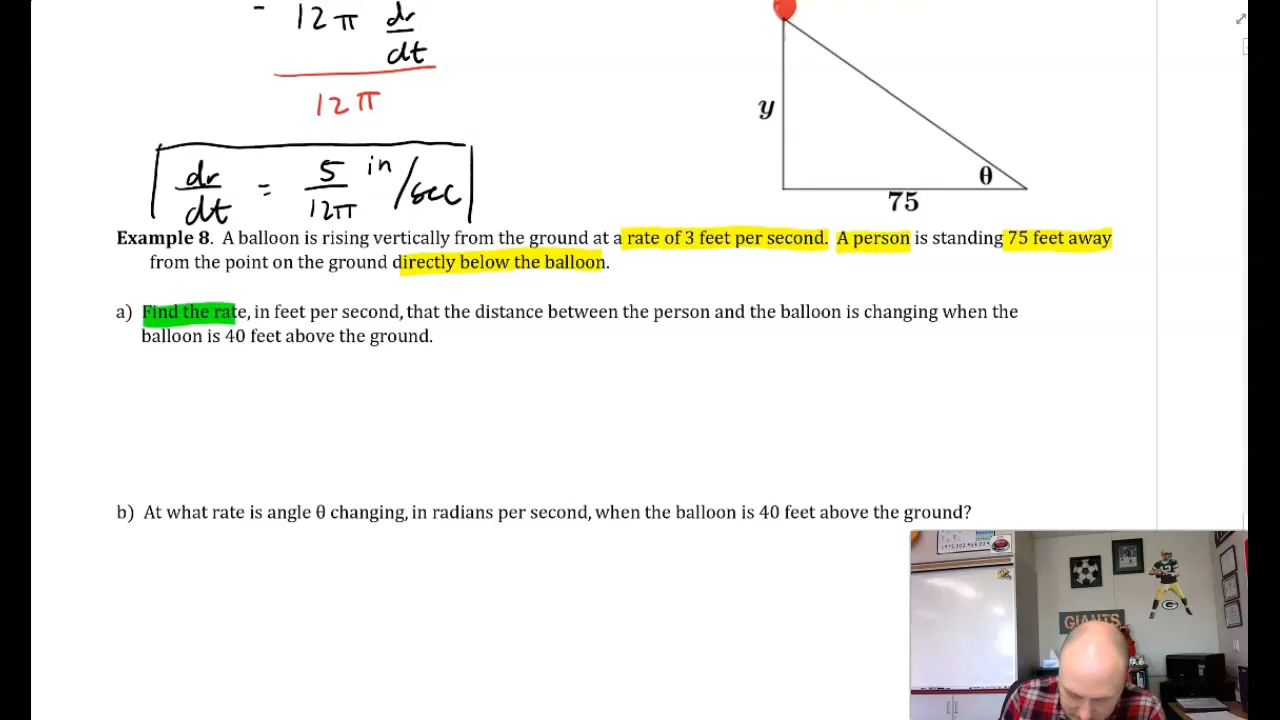 12π dr/dt
12π
dr/dt = 5/12π in/sec
y
θ
75
Example 8. A balloon is rising vertically from the ground at a rate of 3 feet per second. A person is standing 75 feet away
from the point on the ground directly below the balloon.
a) Find the rate, in feet per second, that the distance between the person and the balloon is changing when the
balloon is 40 feet above the ground.
b) At what rate is angle θ changing, in radians per second, when the balloon is 40 feet above the ground?
GIANTS
G